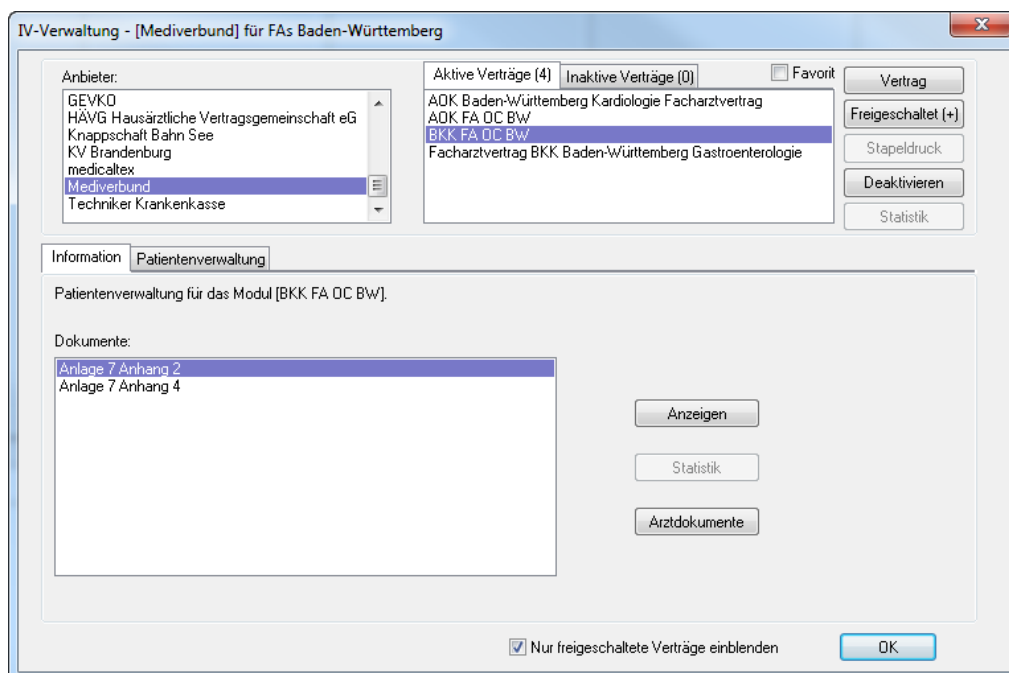 IV-Verwaltung - [Mediverbund] für FAs Baden-Württemberg
Anbieter:
GEVKO
HÄVG Hausärztliche Vertragsgemeinschaft eG
Knappschaft Bahn See
KV Brandenburg
medicaltex
Mediverbund
Techniker Krankenkasse
Aktive Verträge (4)
Inaktive Verträge (0)
Favorit
AOK Baden-Württemberg Kardiologie Facharztvertrag
AOK FA OC BW
BKK FA OC BW
Facharztvertrag BKK Baden-Württemberg Gastroenterologie
Vertrag
Freigeschaltet (+)
Stapeldruck
Deaktivieren
Statistik
Information
Patientenverwaltung
Patientenverwaltung für das Modul [BKK FA OC BW].
Dokumente:
Anlage 7 Anhang 2
Anlage 7 Anhang 4
Anzeigen
Statistik
Arztdokumente
Nur freigeschaltete Verträge einblenden
OK